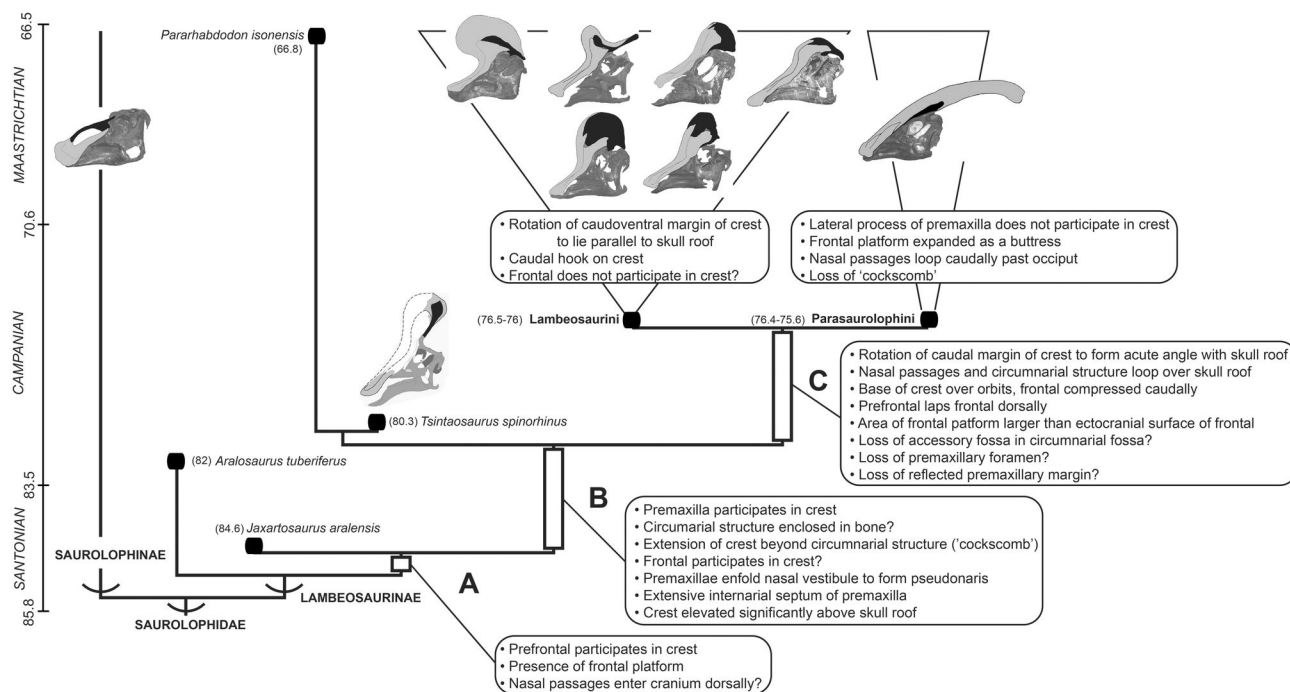 66.5
MAASTRICHTIAN
70.6
CAMPANIAN
83.5
SANTONIAN
85.8
Pararhabdodon isonensis
(66.8)
• Rotation of caudoventral margin of crest
to lie parallel to skull roof
• Caudal hook on crest
• Frontal does not participate in crest?
• Lateral process of premaxilla does not participate in crest
• Frontal platform expanded as a buttress
• Nasal passages loop caudally past occiput
• Loss of ‘cockscomb’
(76.5-76) Lambeosaurini
(76.4-75.6) Parasaurolophini
C
• Rotation of caudal margin of crest to form acute angle with skull roof
• Nasal passages and circumnarial structure loop over skull roof
• Base of crest over orbits, frontal compressed caudally
• Prefrontal laps frontal dorsally
• Area of frontal patform larger than ectocranial surface of frontal
• Loss of accessory fossa in circumnarial fossa?
• Loss of premaxillary foramen?
• Loss of reflected premaxillary margin?
(80.3) Tsintaosaurus spinorhinus
(82) Aralosaurus tuberiferus
B
• Premaxilla participates in crest
• Circumarial structure enclosed in bone?
• Extension of crest beyond circumnarial structure (’cockscomb’)
• Frontal participates in crest?
• Premaxillae enfold nasal vestibule to form pseudonaris
• Extensive internarial septum of premaxilla
• Crest elevated significantly above skull roof
(84.6) Jaxartosaurus aralensis
SAUROLOPHINAE
A
LAMBEOSAURINAE
SAUROLOPHIDAE
• Prefrontal participates in crest
• Presence of frontal platform
• Nasal passages enter cranium dorsally?